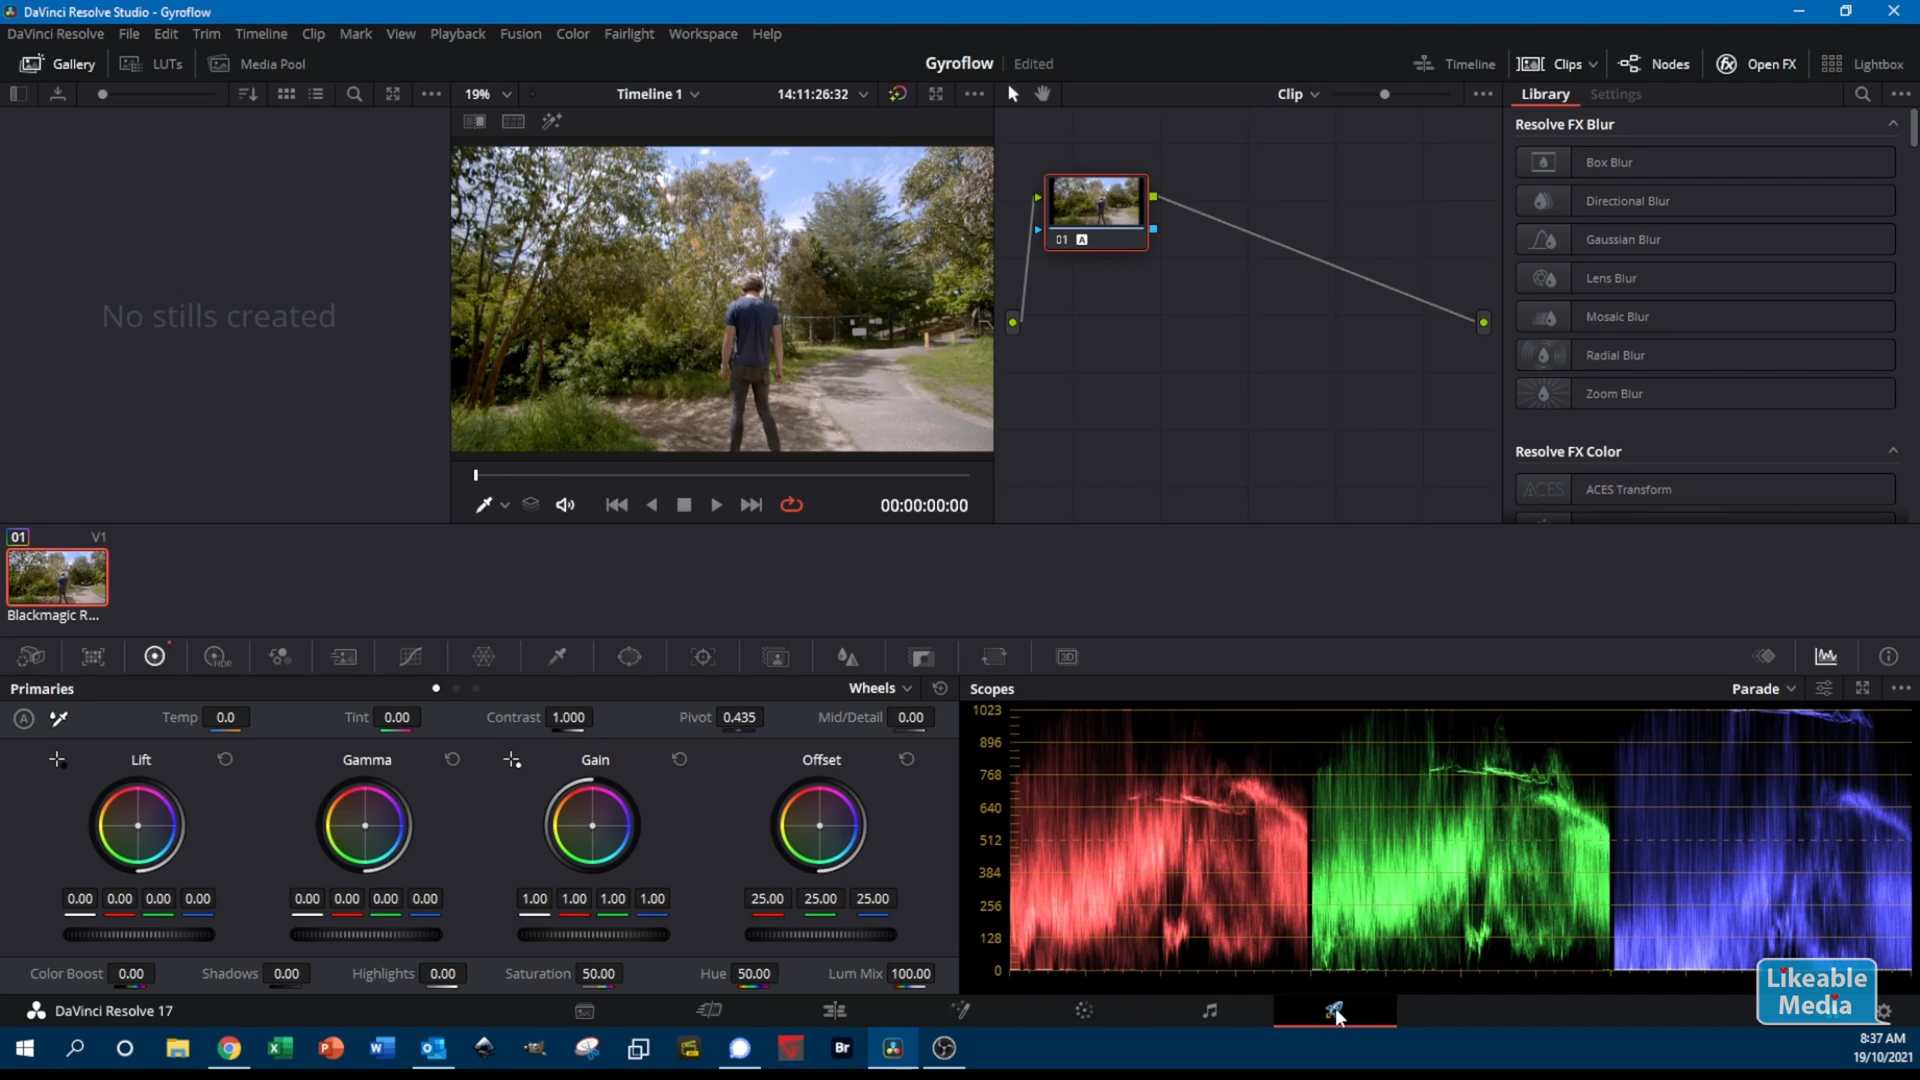 DaVinci Resolve Studio - Gyroflow
DaVinci Resolve File Edit Trim Timeline Clip Mark View Playback Fusion Color Fairlight Workspace Help
Gallery LUTs Media Pool Gyroflow Edited Timeline Clips Nodes Open FX Lightbox
19% Timeline 1 14:11:26:32 Clip Library Settings
Resolve FX Blur
Box Blur
Directional Blur
Gaussian Blur
Lens Blur
Mosaic Blur
Radial Blur
Zoom Blur
Resolve FX Color
ACES ACES Transform
No stills created
01 A
00:00:00:00
01 V1
Blackmagic R...
HDR 3D
Primaries Wheels Scopes Parade
Temp 0.0 Tint 0.00 Contrast 1.000 Pivot 0.435 Mid/Detail 0.00
A
Lift Gamma Gain Offset
0.00 0.00 0.00 0.00 0.00 0.00 0.00 0.00 1.00 1.00 1.00 1.00 25.00 25.00 25.00
Color Boost 0.00 Shadows 0.00 Highlights 0.00 Saturation 50.00 Hue 50.00 Lum Mix 100.00
1023
896
768
640
512
384
256
128
0
Likeable
Media
DaVinci Resolve 17
Br
8:37 AM
19/10/2021